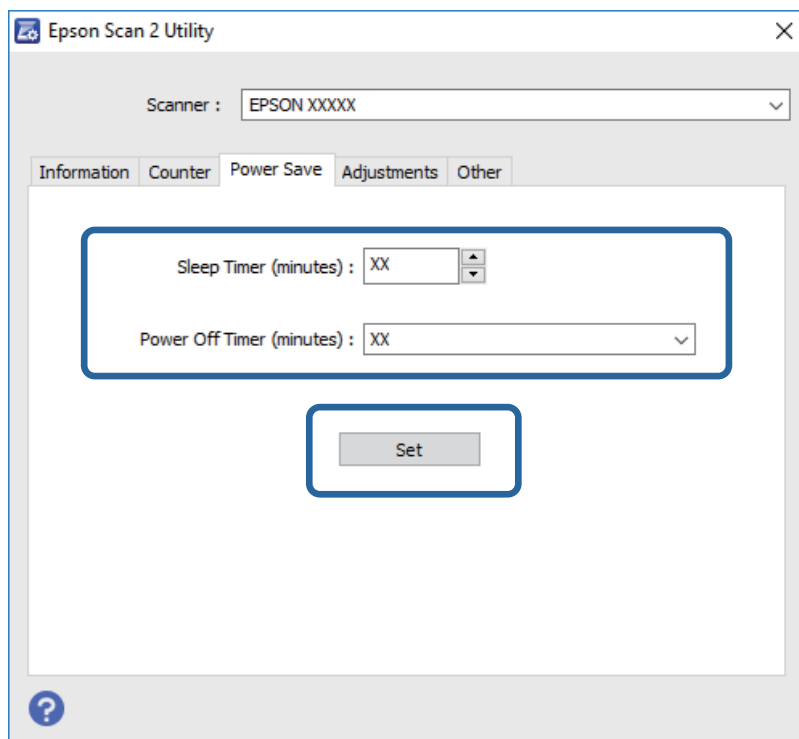 Epson Scan 2 Utility
Scanner : EPSON XXXXX
Information Counter Power Save Adjustments Other
Sleep Timer (minutes) : XX
Power Off Timer (minutes) : XX
Set
?